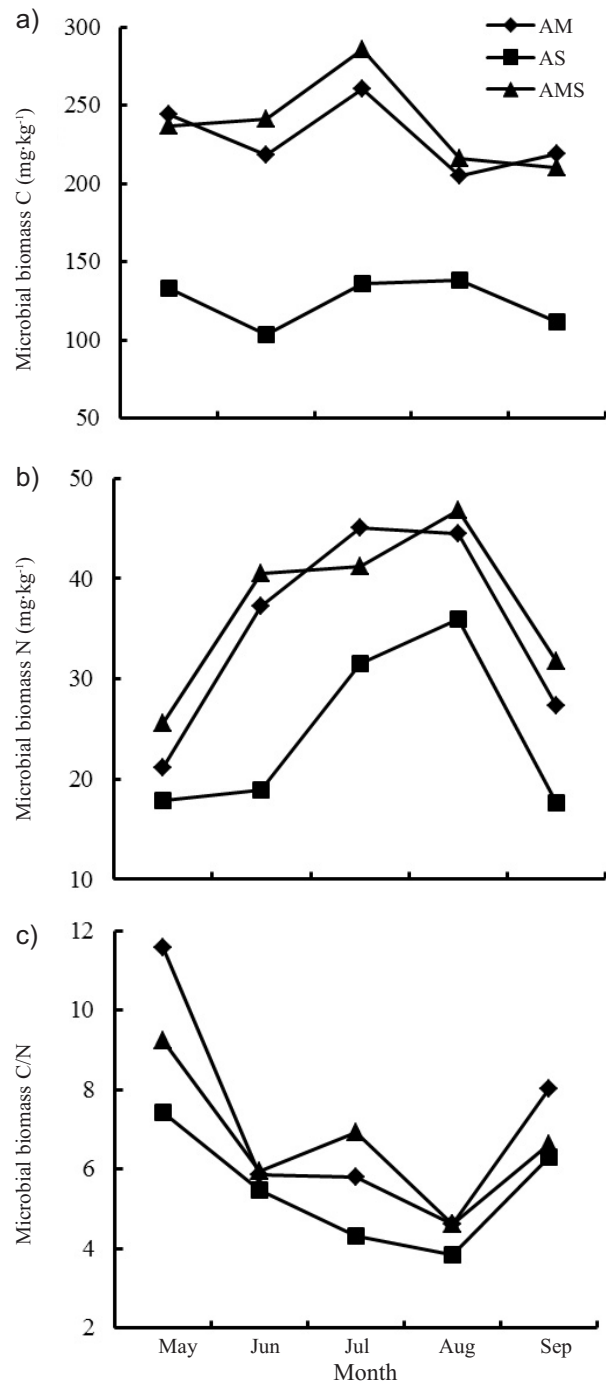 a)
Microbial biomass C (mg·kg⁻¹)
300
250
200
150
100
50
AM
AS
AMS
b)
Microbial biomass N (mg·kg⁻¹)
50
40
30
20
10
c)
Microbial biomass C/N
12
10
8
6
4
2
May Jun Jul Aug Sep
Month